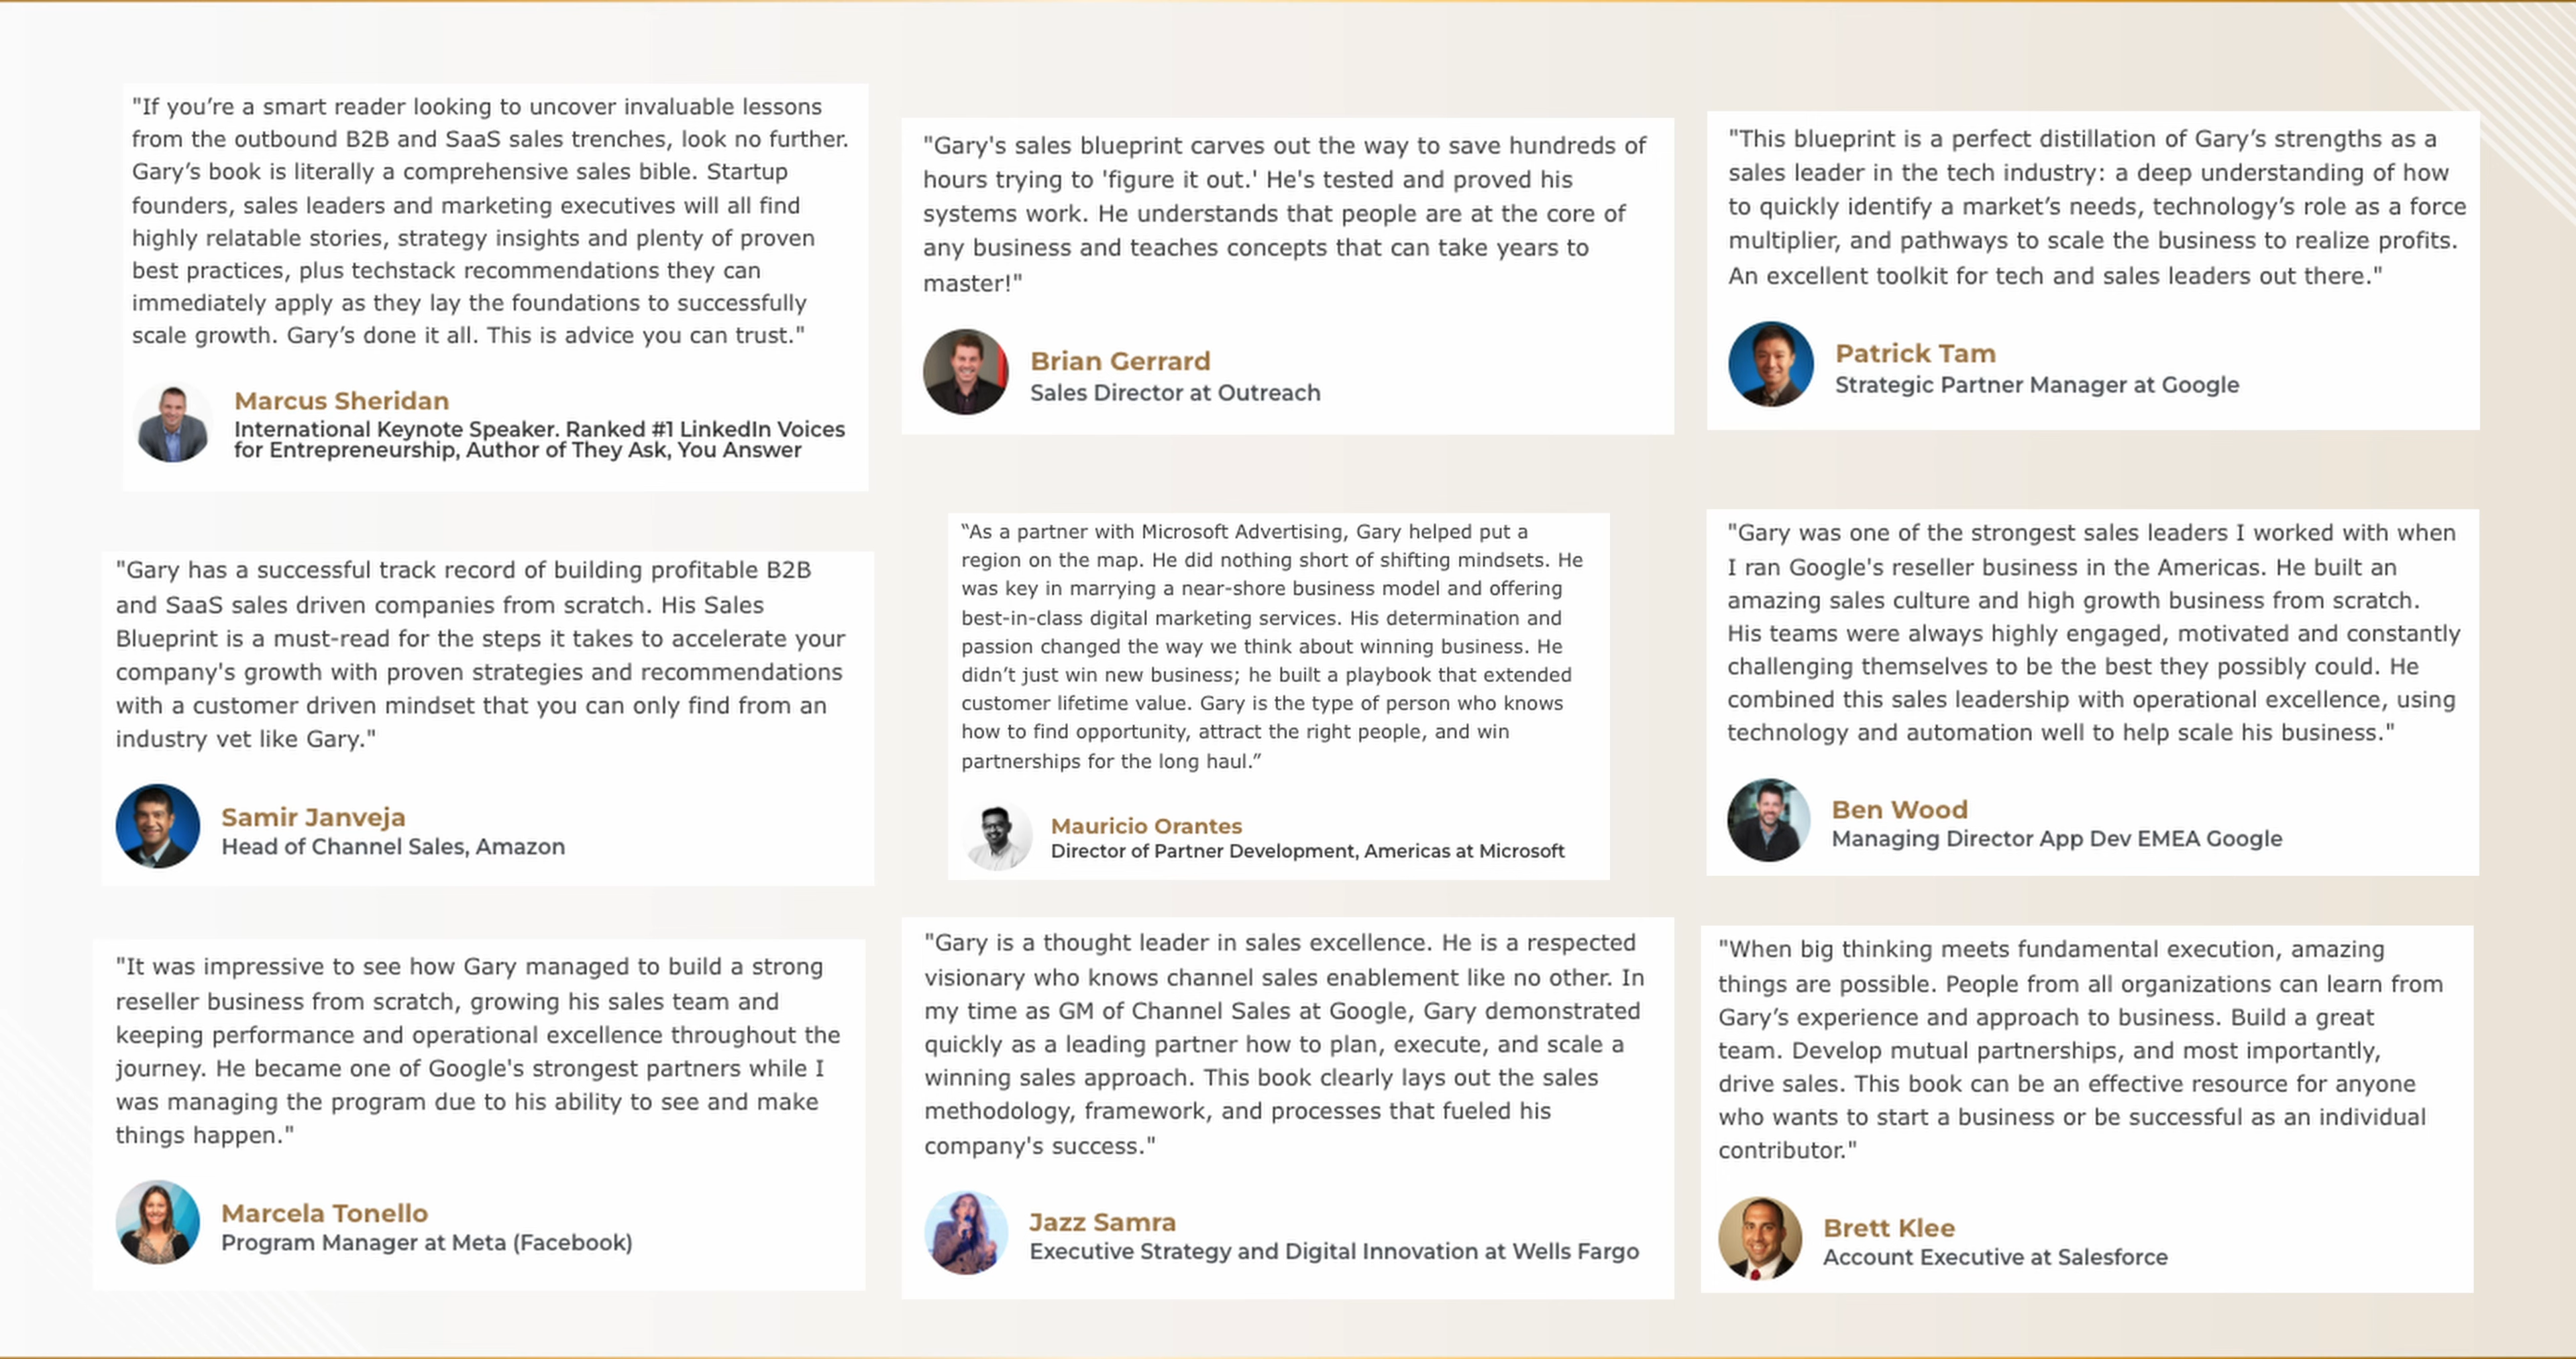 "If you’re a smart reader looking to uncover invaluable lessons
from the outbound B2B and SaaS sales trenches, look no further.
Gary’s book is literally a comprehensive sales bible. Startup
founders, sales leaders and marketing executives will all find
highly relatable stories, strategy insights and plenty of proven
best practices, plus techstack recommendations they can
immediately apply as they lay the foundations to successfully
scale growth. Gary’s done it all. This is advice you can trust."
Marcus Sheridan
International Keynote Speaker. Ranked #1 LinkedIn Voices
for Entrepreneurship, Author of They Ask, You Answer
"Gary's sales blueprint carves out the way to save hundreds of
hours trying to 'figure it out.' He's tested and proved his
systems work. He understands that people are at the core of
any business and teaches concepts that can take years to
master!"
Brian Gerrard
Sales Director at Outreach
"This blueprint is a perfect distillation of Gary’s strengths as a
sales leader in the tech industry: a deep understanding of how
to quickly identify a market’s needs, technology’s role as a force
multiplier, and pathways to scale the business to realize profits.
An excellent toolkit for tech and sales leaders out there."
Patrick Tam
Strategic Partner Manager at Google
"Gary has a successful track record of building profitable B2B
and SaaS sales driven companies from scratch. His Sales
Blueprint is a must-read for the steps it takes to accelerate your
company's growth with proven strategies and recommendations
with a customer driven mindset that you can only find from an
industry vet like Gary."
Samir Janveja
Head of Channel Sales, Amazon
“As a partner with Microsoft Advertising, Gary helped put a
region on the map. He did nothing short of shifting mindsets. He
was key in marrying a near-shore business model and offering
best-in-class digital marketing services. His determination and
passion changed the way we think about winning business. He
didn’t just win new business; he built a playbook that extended
customer lifetime value. Gary is the type of person who knows
how to find opportunity, attract the right people, and win
partnerships for the long haul.”
Mauricio Orantes
Director of Partner Development, Americas at Microsoft
"Gary was one of the strongest sales leaders I worked with when
I ran Google's reseller business in the Americas. He built an
amazing sales culture and high growth business from scratch.
His teams were always highly engaged, motivated and constantly
challenging themselves to be the best they possibly could. He
combined this sales leadership with operational excellence, using
technology and automation well to help scale his business."
Ben Wood
Managing Director App Dev EMEA Google
"It was impressive to see how Gary managed to build a strong
reseller business from scratch, growing his sales team and
keeping performance and operational excellence throughout the
journey. He became one of Google's strongest partners while I
was managing the program due to his ability to see and make
things happen."
Marcela Tonello
Program Manager at Meta (Facebook)
"Gary is a thought leader in sales excellence. He is a respected
visionary who knows channel sales enablement like no other. In
my time as GM of Channel Sales at Google, Gary demonstrated
quickly as a leading partner how to plan, execute, and scale a
winning sales approach. This book clearly lays out the sales
methodology, framework, and processes that fueled his
company's success."
Jazz Samra
Executive Strategy and Digital Innovation at Wells Fargo
"When big thinking meets fundamental execution, amazing
things are possible. People from all organizations can learn from
Gary’s experience and approach to business. Build a great
team. Develop mutual partnerships, and most importantly,
drive sales. This book can be an effective resource for anyone
who wants to start a business or be successful as an individual
contributor."
Brett Klee
Account Executive at Salesforce